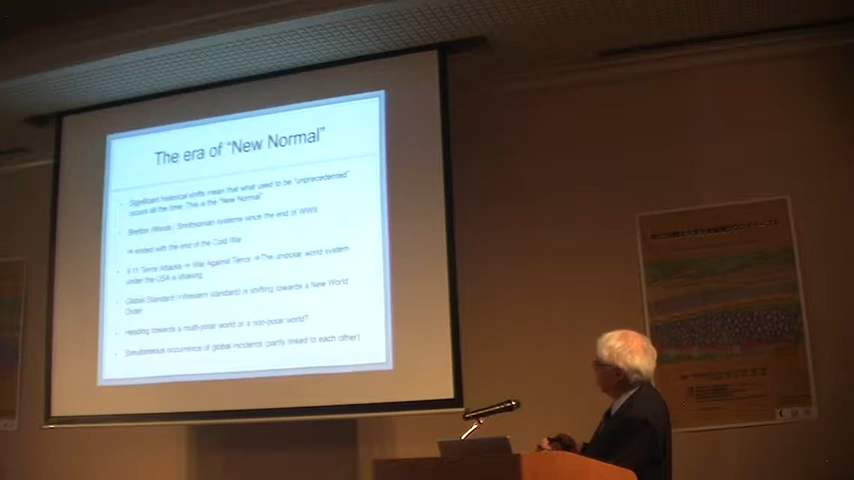 The era of "New Normal"
Significant historical shifts mean that what used to be "unprecedented"
occurs all the time. This is the "New Normal"
Bretton Woods / Smithsonian systems since the end of WWII
⇒ ended with the end of the Cold War
9.11 Terror Attacks ⇒ War Against Terror ⇒ The unipolar world system
under the USA is shaking
Global Standard (=Western standard) is shifting towards a New World
Order
Heading towards a multi-polar world or a non-polar world?
Simultaneous occurrence of global incidents (partly linked to each other)